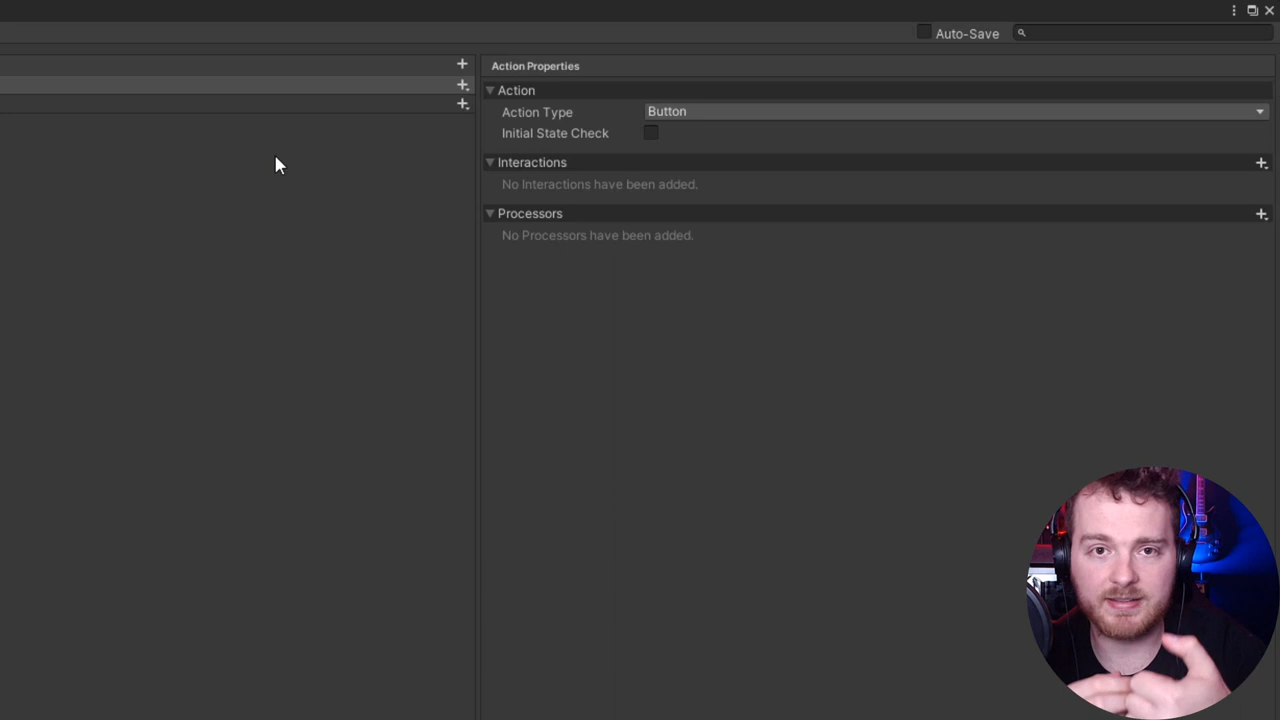 Auto-Save
Action Properties
Action
Action Type Button
Initial State Check
Interactions
No Interactions have been added.
Processors
No Processors have been added.